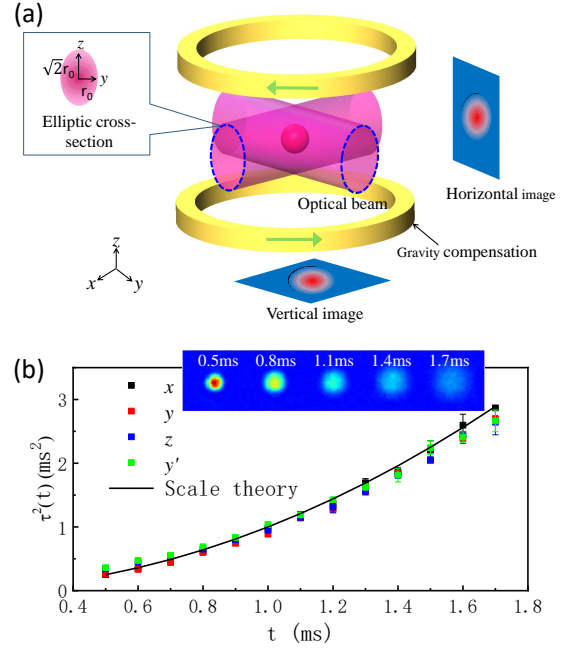 (a)
z
√2r₀
y
r₀
Elliptic cross-
section
Optical beam
Horizontal image
Gravity compensation
z
x
y
Vertical image
(b)
0.5ms
0.8ms
1.1ms
1.4ms
1.7ms
x
y
z
y′
Scale theory
τ²(t)(ms²)
3
2
1
0
0.4
0.6
0.8
1.0
1.2
1.4
1.6
1.8
t (ms)